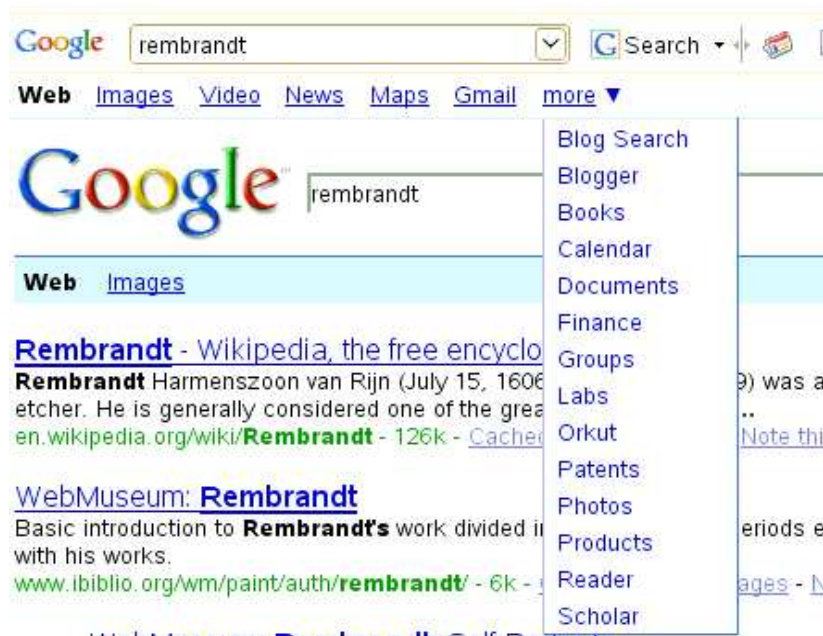 Google rembrandt Search
Web Images Video News Maps Gmail more ▼
Blog Search
Blogger
Books
Calendar
Documents
Finance
Groups
Labs
Orkut
Patents
Photos
Products
Reader
Scholar
Google rembrandt
Web Images
Rembrandt - Wikipedia, the free encyclo
Rembrandt Harmenszoon van Rijn (July 15, 1606 9) was a
etcher. He is generally considered one of the grea ..
en.wikipedia.org/wiki/Rembrandt - 126k - Cached Note thi
WebMuseum: Rembrandt
Basic introduction to Rembrandt's work divided i eriods e
with his works.
www.ibiblio.org/wm/paint/auth/rembrandt/ - 6k - ages - N